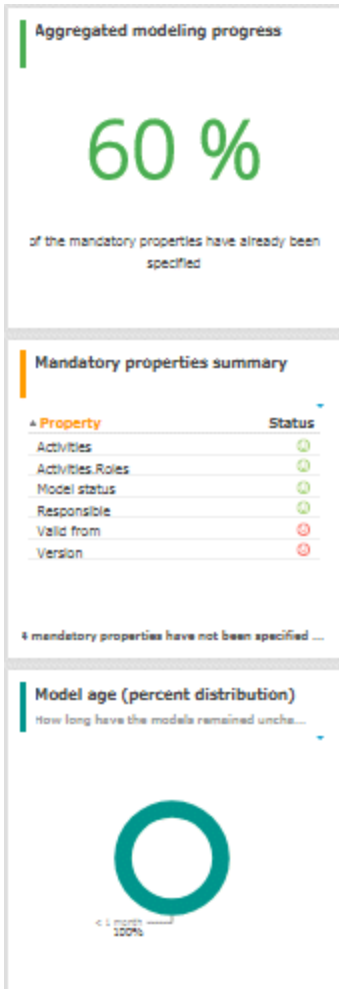 Aggregated modeling progress
60 %
of the mandatory properties have already been
specified
Mandatory properties summary
Property Status
Activities
Activities.Roles
Model status
Responsible
Valid from
Version
4 mandatory properties have not been specified ...
Model age (percent distribution)
How long have the models remained uncha...
< 1 month
100%